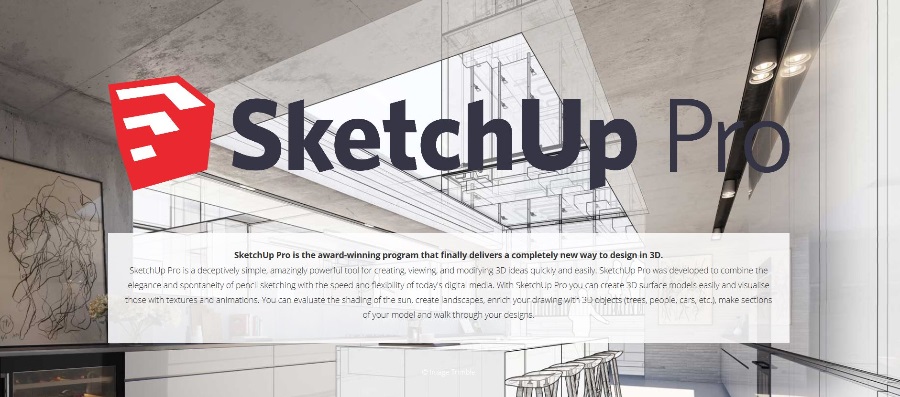 SketchUp Pro
SketchUp Pro is the award-winning program that finally delivers a completely new way to design in 3D.
SketchUp Pro is a deceptively simple, amazingly powerful tool for creating, viewing, and modifying 3D ideas quickly and easily. SketchUp Pro was developed to combine the
elegance and spontaneity of pencil sketching with the speed and flexibility of today's digital media. With SketchUp Pro you can create 3D surface models easily and visualise
those with textures and animations. You can evaluate the shading of the sun, create landscapes, enrich your drawing with 3D objects (trees, people, cars, etc.), make sections
of your model and walk through your designs.
© Image Trimble